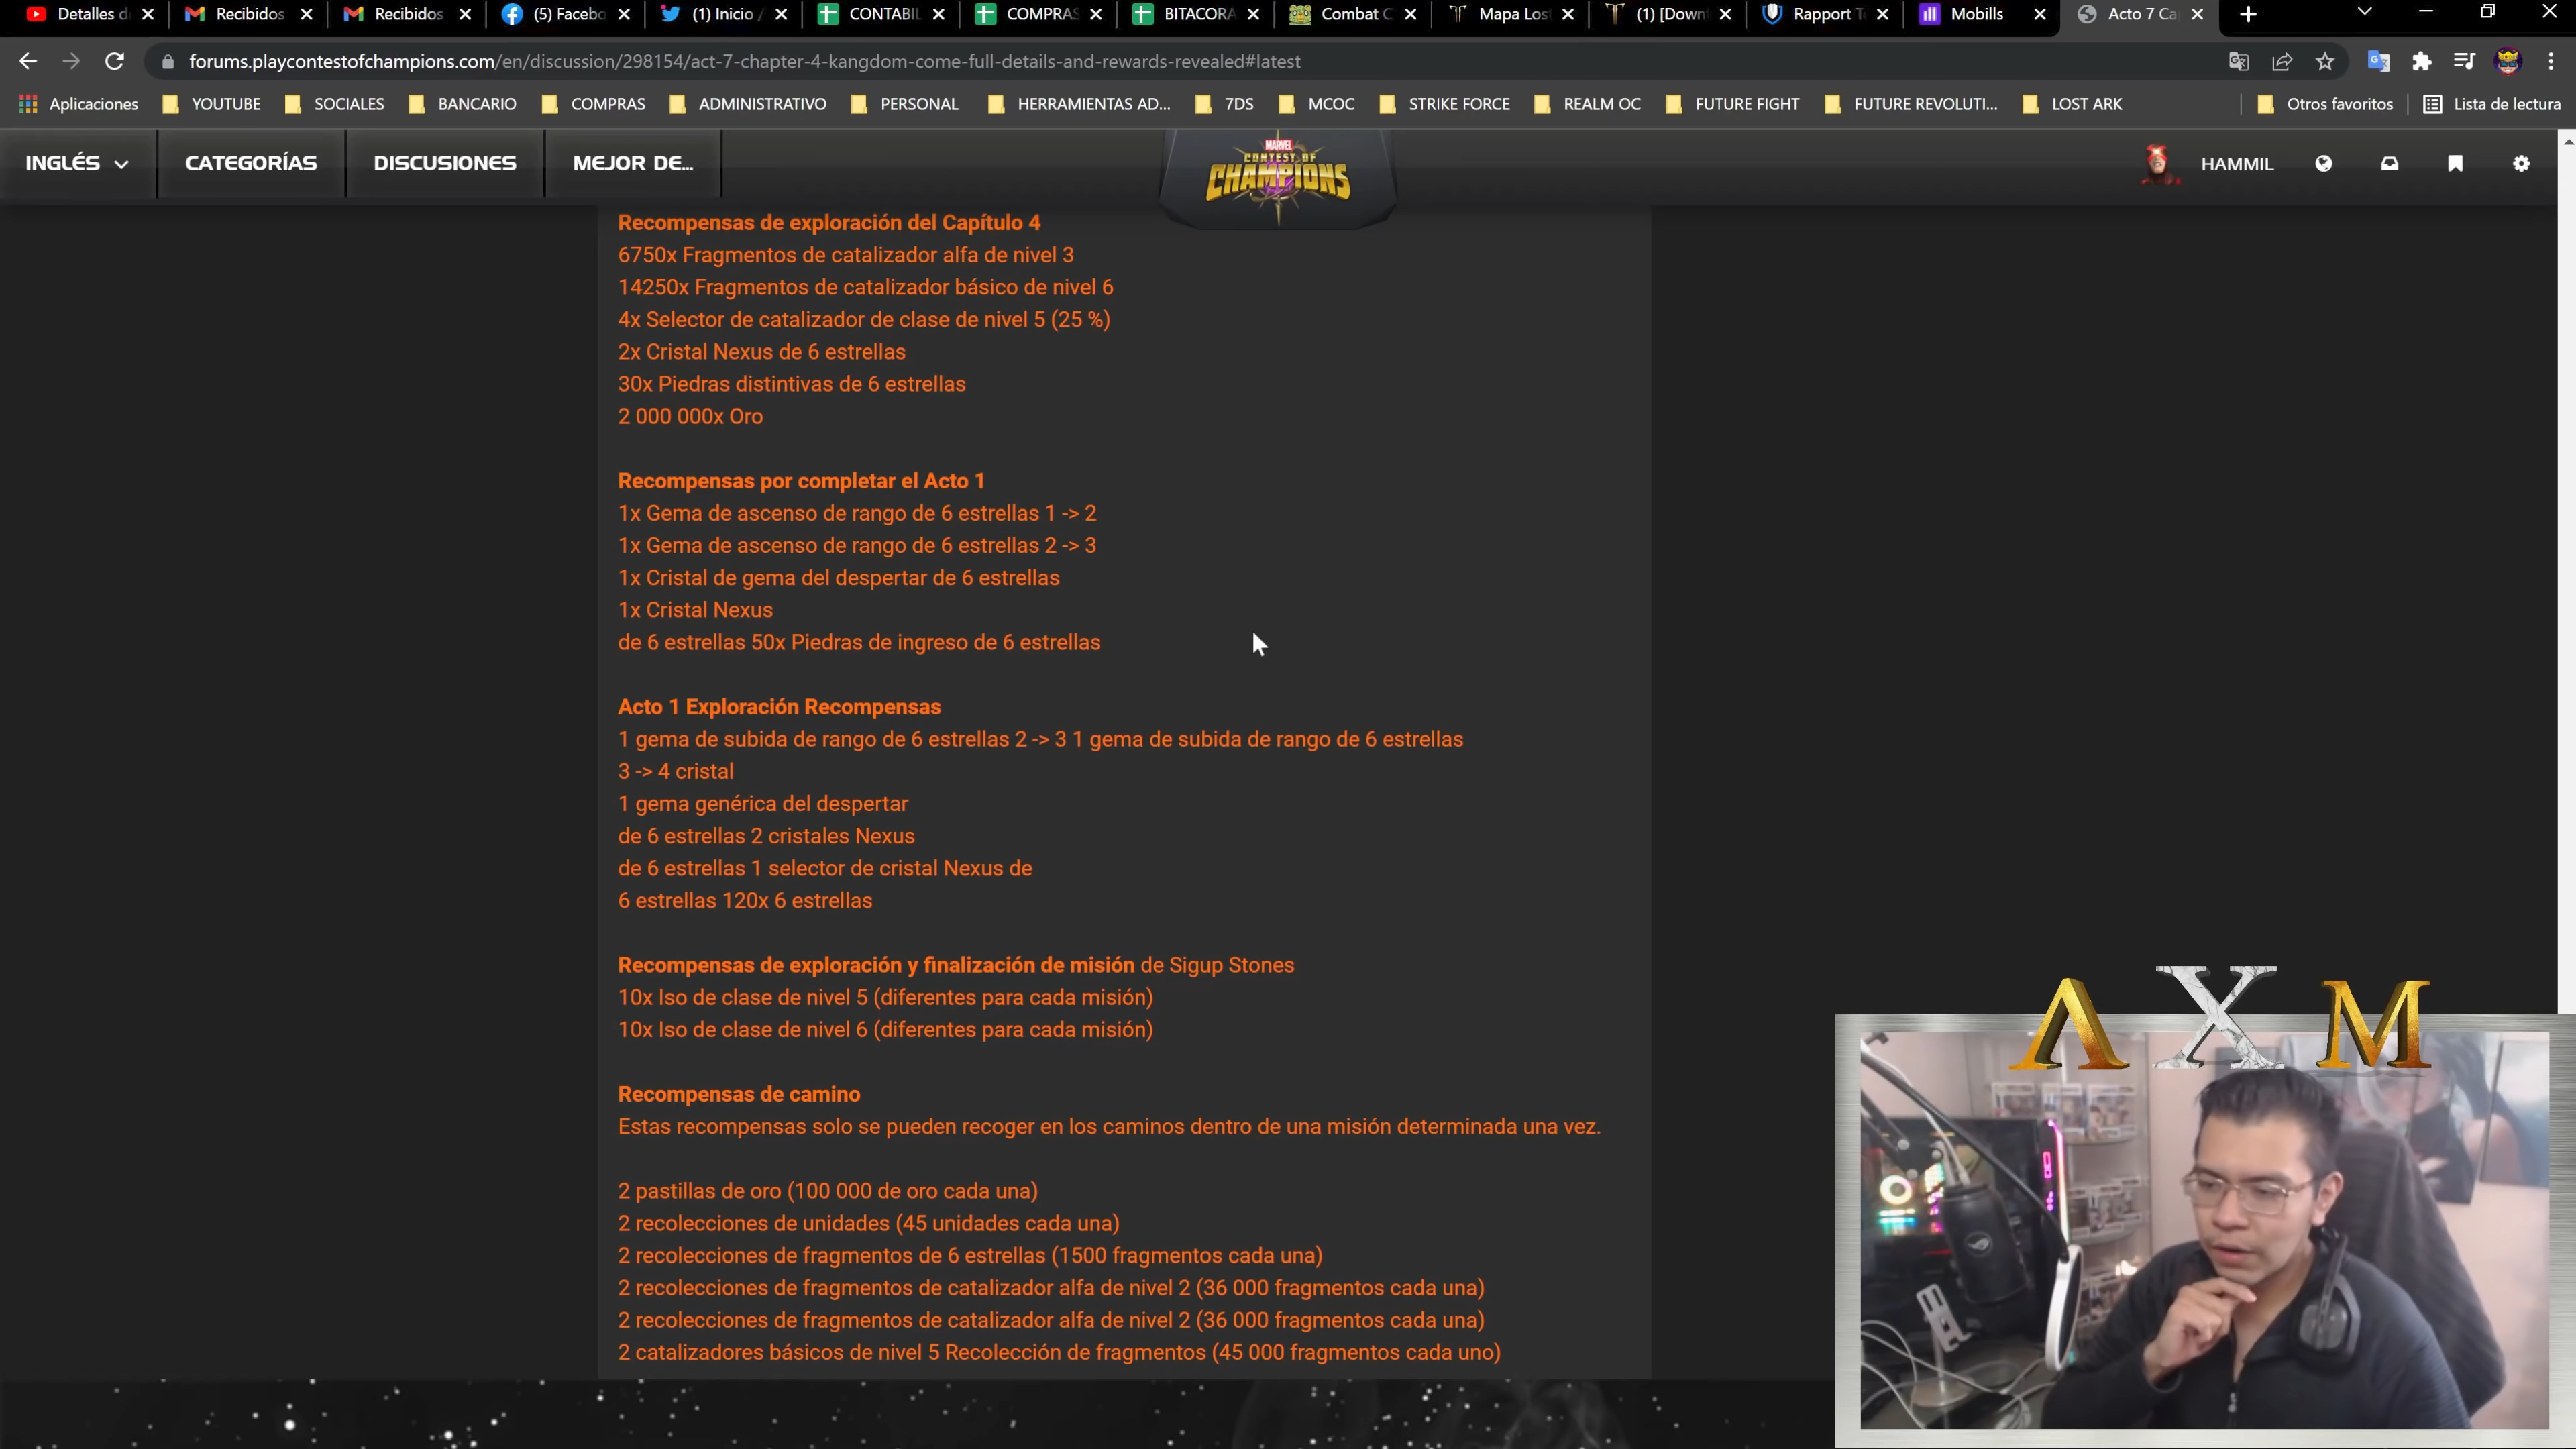 Detalles d
Recibidos
Recibidos
(5) Facebo
(1) Inicio /
CONTABIL
COMPRAS
BITACORA
Combat C
Mapa Los
(1) [Down
Rapport T
Mobills
Acto 7 Ca
forums.playcontestofchampions.com/en/discussion/298154/act-7-chapter-4-kangdom-come-full-details-and-rewards-revealed#latest
Aplicaciones
YOUTUBE
SOCIALES
BANCARIO
COMPRAS
ADMINISTRATIVO
PERSONAL
HERRAMIENTAS AD...
7DS
MCOC
STRIKE FORCE
REALM OC
FUTURE FIGHT
FUTURE REVOLUTI...
LOST ARK
Otros favoritos
Lista de lectura
INGLÉS
CATEGORÍAS
DISCUSIONES
MEJOR DE...
MARVEL
CONTEST OF
CHAMPIONS
HAMMIL
Recompensas de exploración del Capítulo 4
6750x Fragmentos de catalizador alfa de nivel 3
14250x Fragmentos de catalizador básico de nivel 6
4x Selector de catalizador de clase de nivel 5 (25 %)
2x Cristal Nexus de 6 estrellas
30x Piedras distintivas de 6 estrellas
2 000 000x Oro
Recompensas por completar el Acto 1
1x Gema de ascenso de rango de 6 estrellas 1 -> 2
1x Gema de ascenso de rango de 6 estrellas 2 -> 3
1x Cristal de gema del despertar de 6 estrellas
1x Cristal Nexus
de 6 estrellas 50x Piedras de ingreso de 6 estrellas
Acto 1 Exploración Recompensas
1 gema de subida de rango de 6 estrellas 2 -> 3 1 gema de subida de rango de 6 estrellas
3 -> 4 cristal
1 gema genérica del despertar
de 6 estrellas 2 cristales Nexus
de 6 estrellas 1 selector de cristal Nexus de
6 estrellas 120x 6 estrellas
Recompensas de exploración y finalización de misión de Sigup Stones
10x Iso de clase de nivel 5 (diferentes para cada misión)
10x Iso de clase de nivel 6 (diferentes para cada misión)
Recompensas de camino
Estas recompensas solo se pueden recoger en los caminos dentro de una misión determinada una vez.
2 pastillas de oro (100 000 de oro cada una)
2 recolecciones de unidades (45 unidades cada una)
2 recolecciones de fragmentos de 6 estrellas (1500 fragmentos cada una)
2 recolecciones de fragmentos de catalizador alfa de nivel 2 (36 000 fragmentos cada una)
2 recolecciones de fragmentos de catalizador alfa de nivel 2 (36 000 fragmentos cada una)
2 catalizadores básicos de nivel 5 Recolección de fragmentos (45 000 fragmentos cada uno)
Λ X M